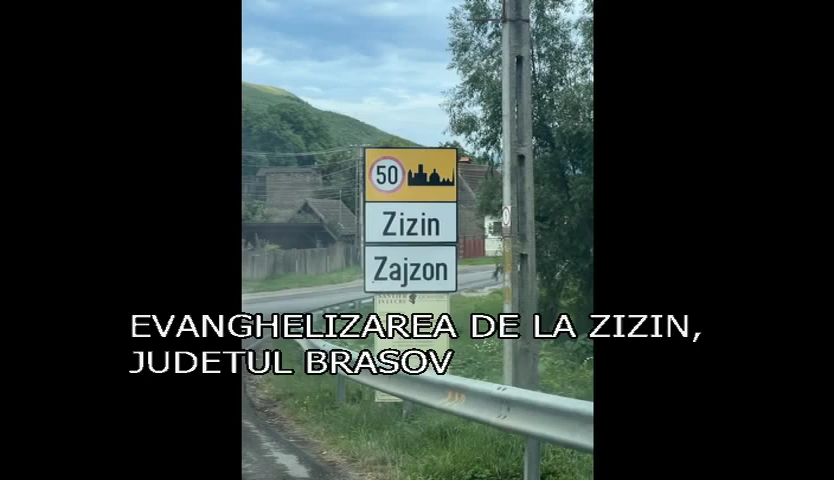 50
Zizin
Zajzon
EVANGHELIZAREA DE LA ZIZIN,
JUDETUL BRASOV